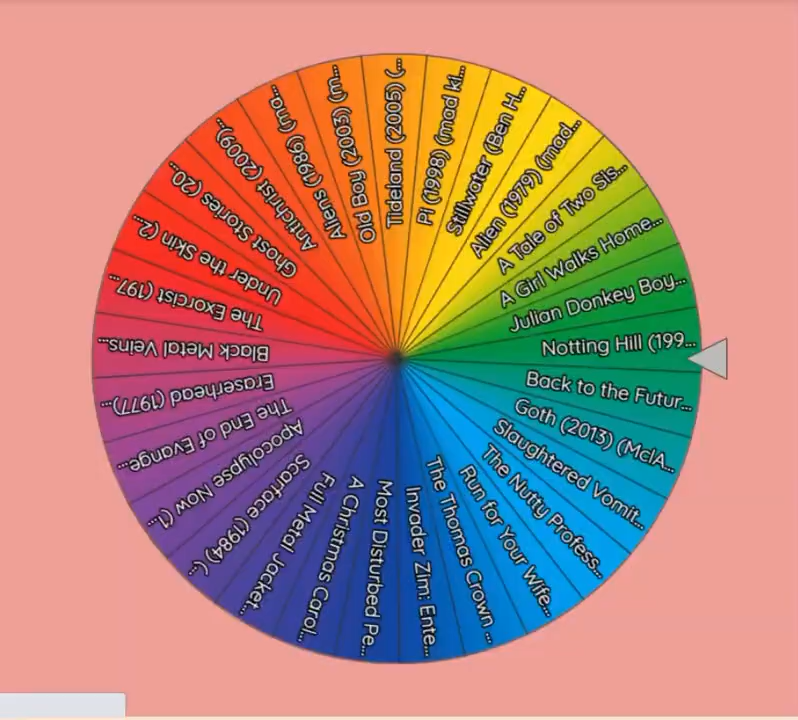 Tideland (2005) (...
Pi (1998) (mad ki...
Stillwater (Ben H...
Alien (1979) (mad...
A Tale of Two Sis...
A Girl Walks Home...
Julian Donkey Boy...
Notting Hill (199...
Back to the Futur...
Goth (2013) (McIA...
Slaughtered Vomit...
The Nutty Profess...
Run for Your Wife...
The Thomas Crown ...
Invader Zim: Ente...
Most Disturbed Pe...
A Christmas Carol...
Full Metal Jacket...
Scarface (1984) (...
Apocolypse Now (1...
The End of Evange...
Eraserhead (1977)...
Black Metal Veins...
The Exorcist (197...
Under the Skin (2...
Ghost Stories (20...
Antichrist (2009)...
Aliens (1986) (ma...
Old Boy (2003) (m...